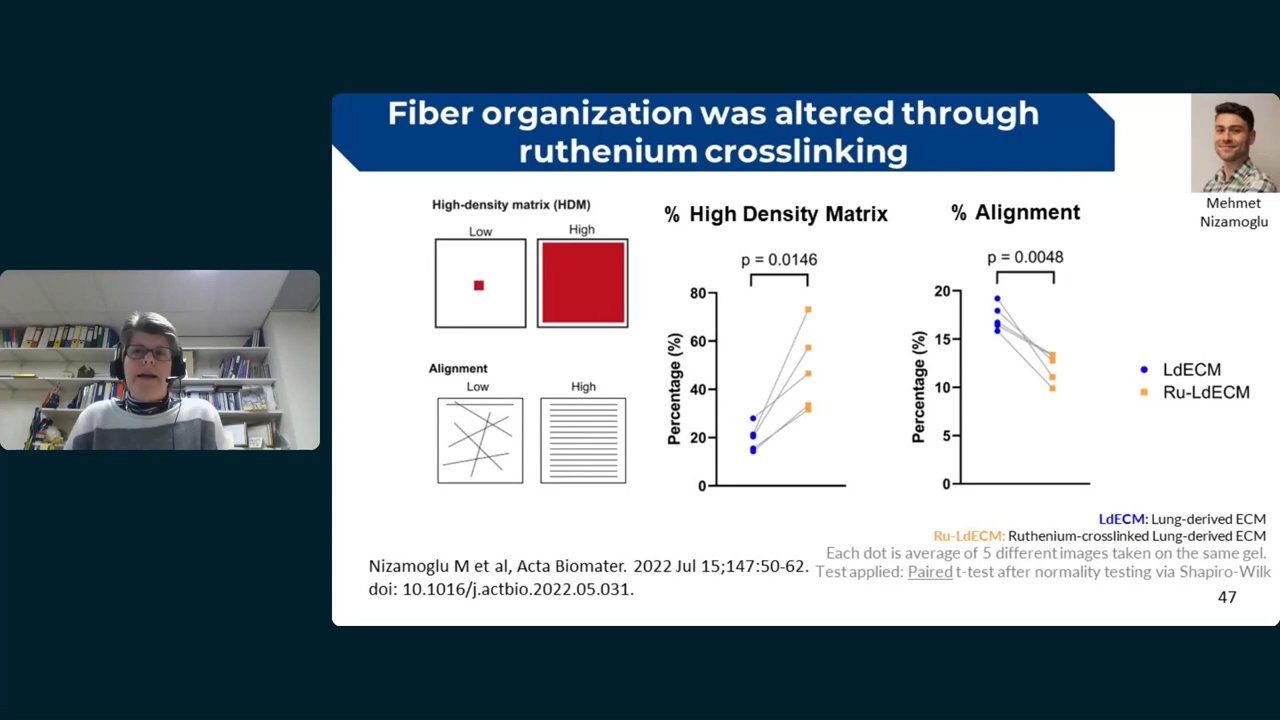 Fiber organization was altered through
ruthenium crosslinking
Mehmet
Nizamoglu
High-density matrix (HDM)
Low
High
Alignment
Low
High
% High Density Matrix
p = 0.0146
Percentage (%)
80
60
40
20
0
% Alignment
p = 0.0048
Percentage (%)
20
15
10
5
0
LdECM
Ru-LdECM
LdECM: Lung-derived ECM
Ru-LdECM: Ruthenium-crosslinked Lung-derived ECM
Each dot is average of 5 different images taken on the same gel.
Test applied: Paired t-test after normality testing via Shapiro-Wilk
Nizamoglu M et al, Acta Biomater. 2022 Jul 15;147:50-62.
doi: 10.1016/j.actbio.2022.05.031.
47